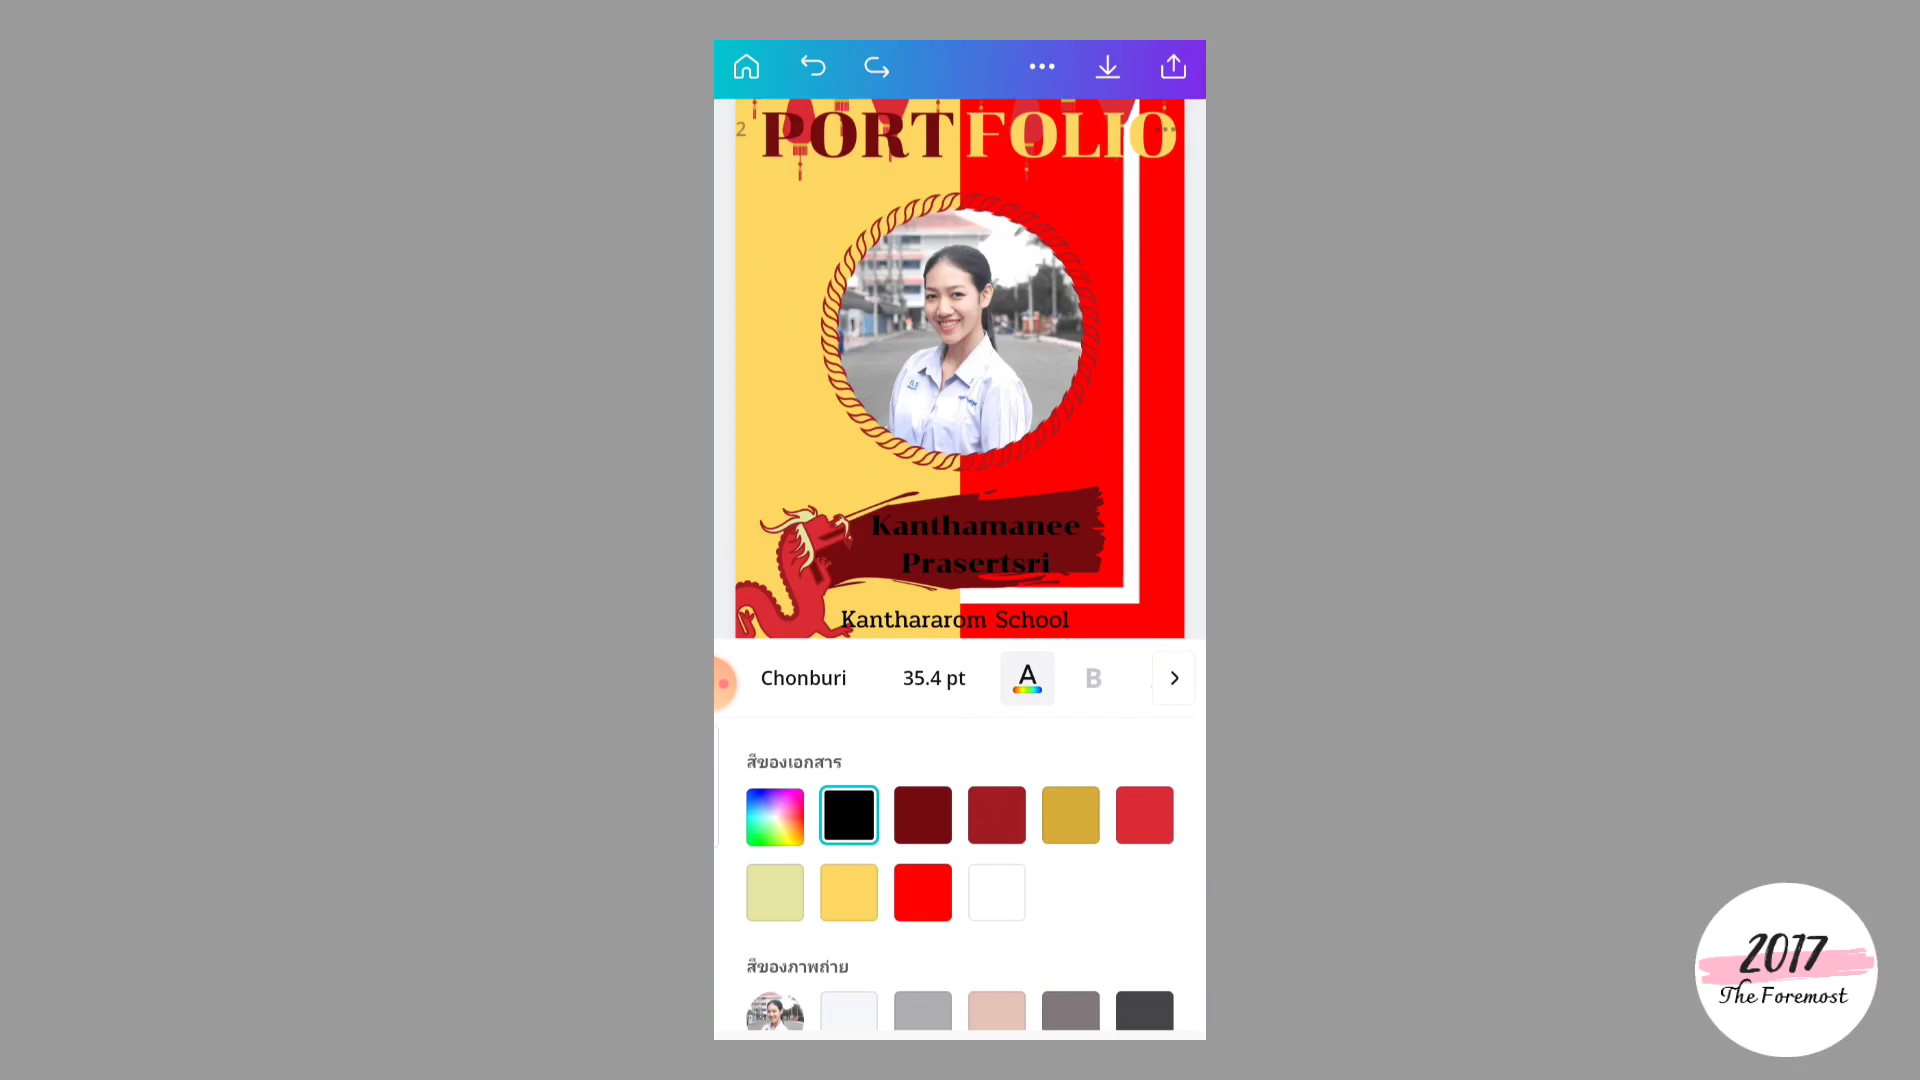 2
PORTFOLIO
Kanthamanee
Prasertsri
Kanthararom School
Chonburi 35.4 pt A B
สีของเอกสาร
สีของภาพถ่าย
2017
The Foremost